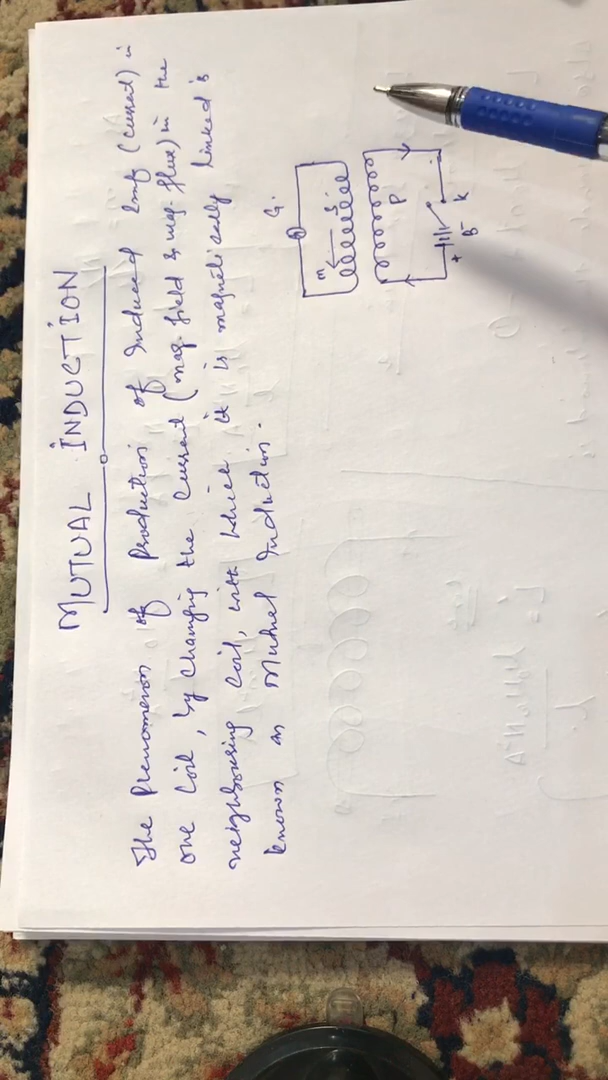 MUTUAL INDUCTION
The Phenomenon of Production of induced Emf (current) in
one coil, by changing the current (mag. field & mag. flux) in the
neighbouring coil, with which it is magnetically linked is
known as Mutual Induction.
G.
m
S
P
+ B -
K